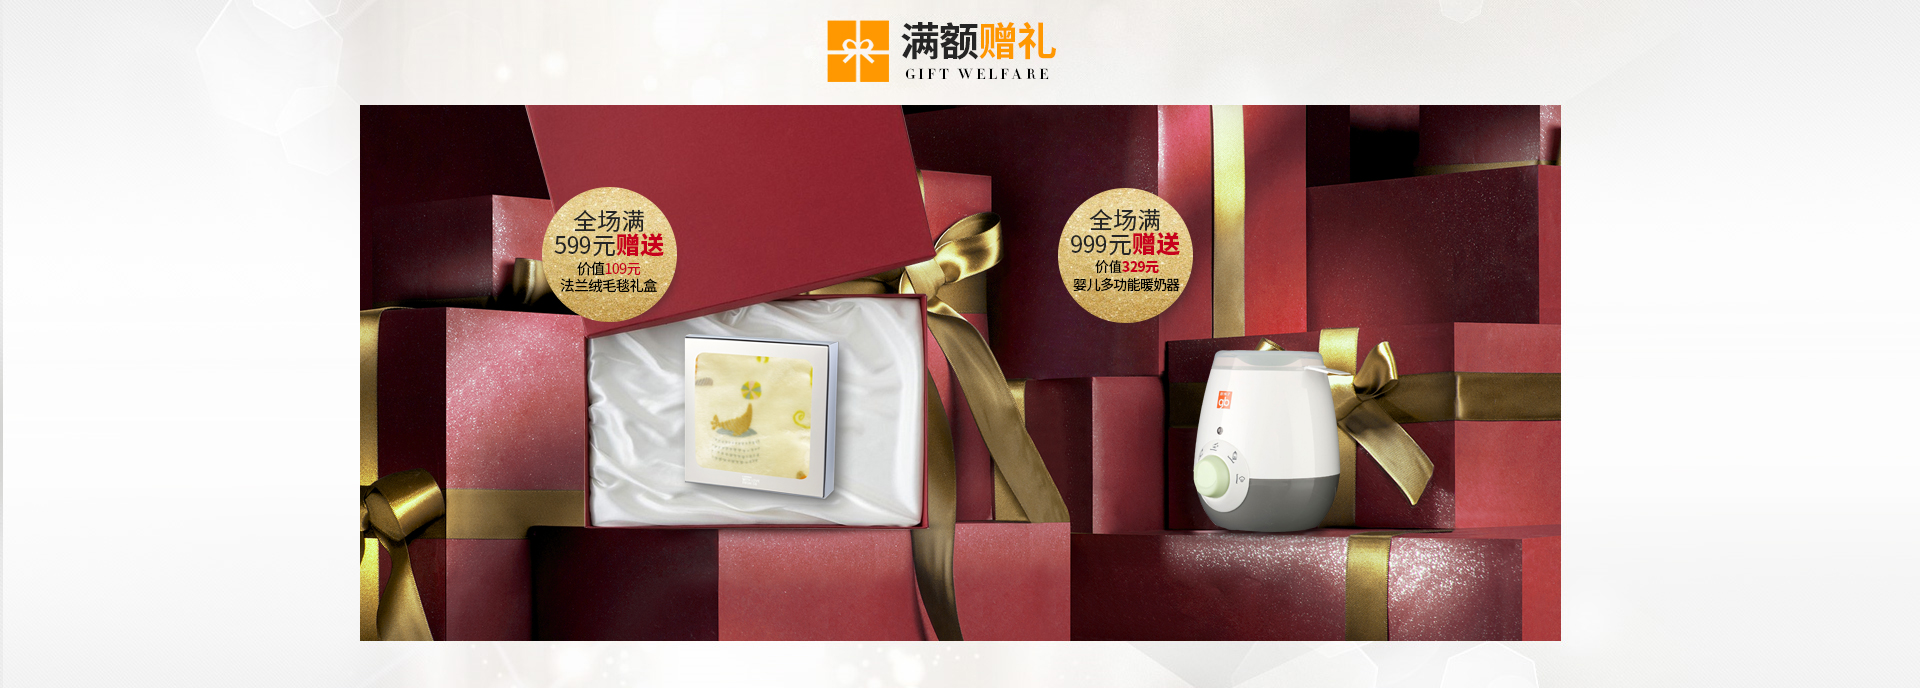 满额赠礼
GIFT WELFARE
全场满
599元赠送
价值109元
法兰绒毛毯礼盒
全场满
999元赠送
价值329元
婴儿多功能暖奶器
gb